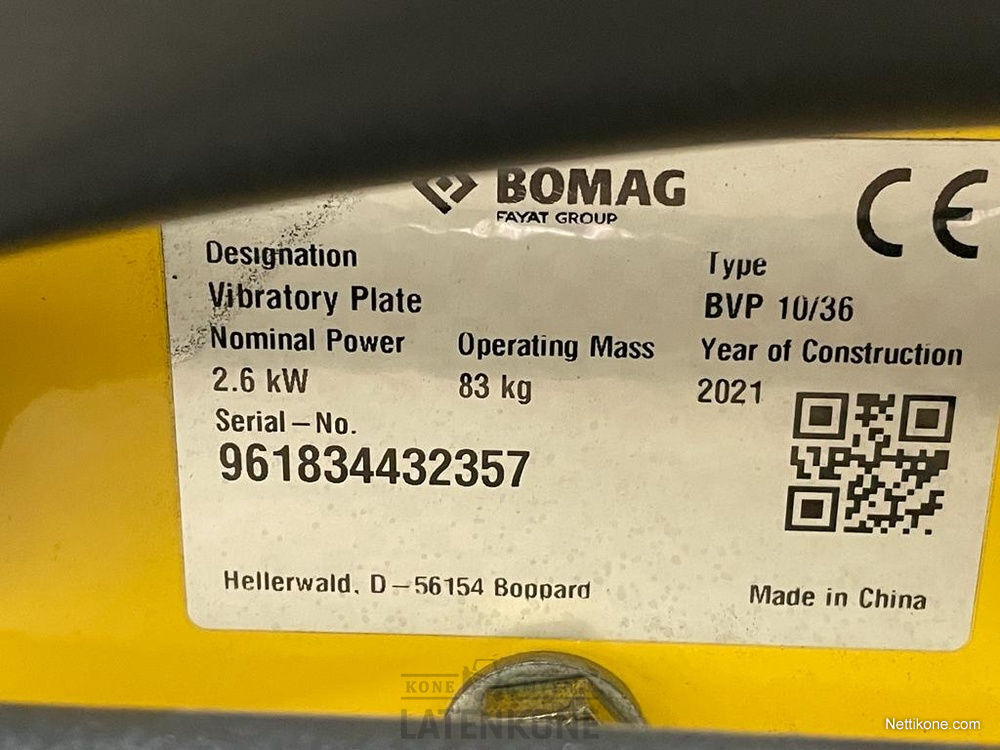 BOMAG
FAYAT GROUP
CE
Designation
Type
Vibratory Plate
BVP 10/36
Nominal Power
Operating Mass
Year of Construction
2.6 kW
83 kg
2021
Serial-No.
961834432357
Hellerwald, D-56154 Boppard
Made in China
KONE
LATENKONE
Nettikone.com